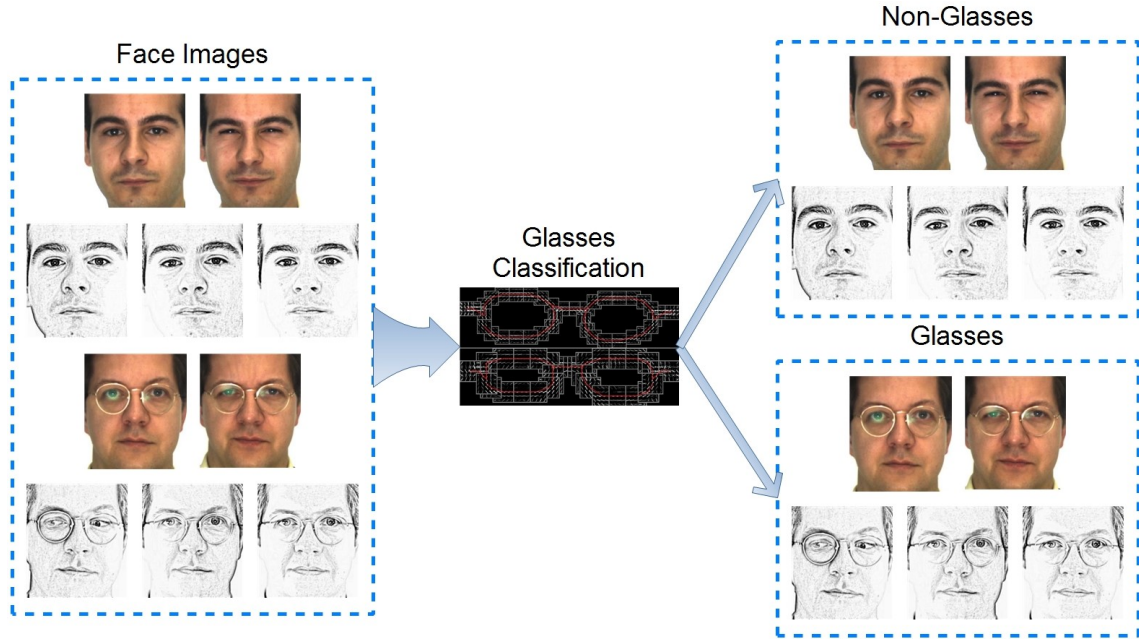 Face Images
Glasses
Classification
Non-Glasses
Glasses